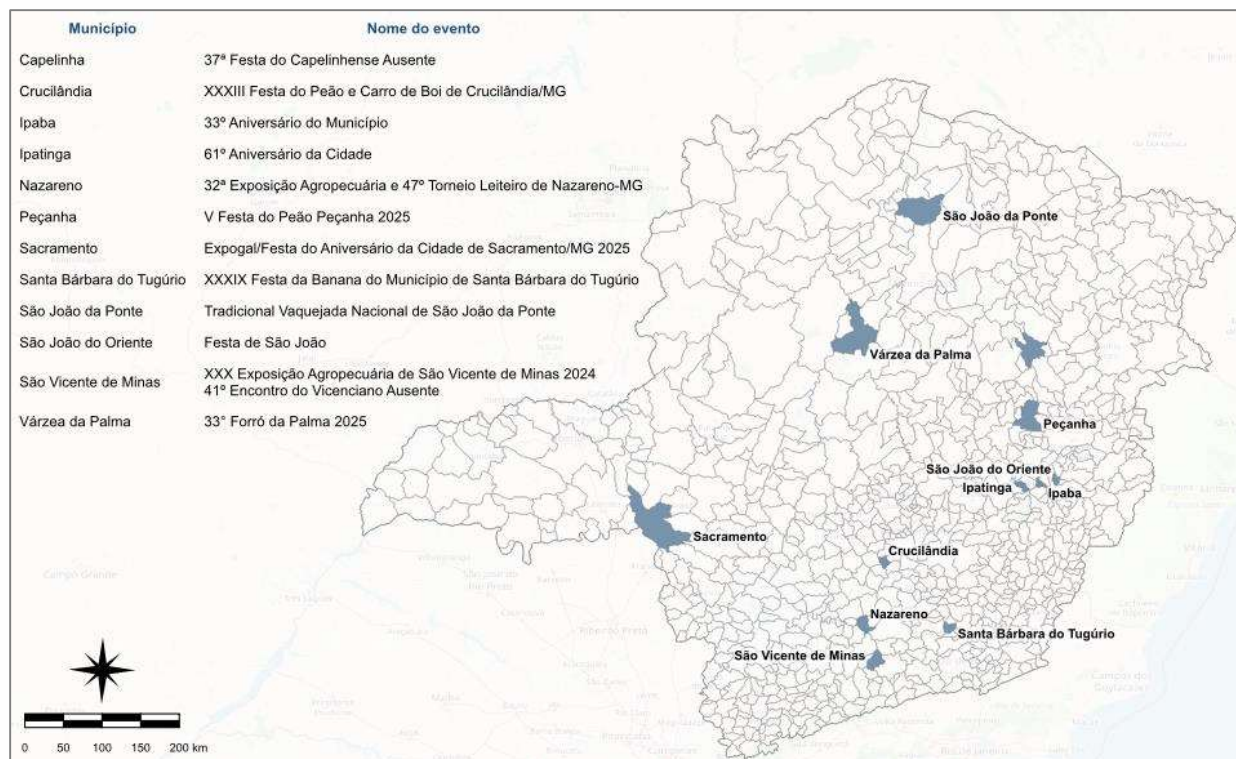 Município Nome do evento
Capelinha 37ª Festa do Capelinhense Ausente
Crucilândia XXXIII Festa do Peão e Carro de Boi de Crucilândia/MG
Ipaba 33º Aniversário do Município
Ipatinga 61º Aniversário da Cidade
Nazareno 32ª Exposição Agropecuária e 47º Torneio Leiteiro de Nazareno-MG
Peçanha V Festa do Peão Peçanha 2025
Sacramento Expogal/Festa do Aniversário da Cidade de Sacramento/MG 2025
Santa Bárbara do Tugúrio XXXIX Festa da Banana do Município de Santa Bárbara do Tugúrio
São João da Ponte Tradicional Vaquejada Nacional de São João da Ponte
São João do Oriente Festa de São João
São Vicente de Minas XXX Exposição Agropecuária de São Vicente de Minas 2024
41º Encontro do Vicenciano Ausente
Várzea da Palma 33° Forró da Palma 2025
São João da Ponte
Várzea da Palma
Peçanha
São João do Oriente
Ipatinga
Ipaba
Sacramento
Crucilândia
Nazareno
Santa Bárbara do Tugúrio
São Vicente de Minas
Campo Grande
Ribeirão Preto
0 50 100 150 200 km